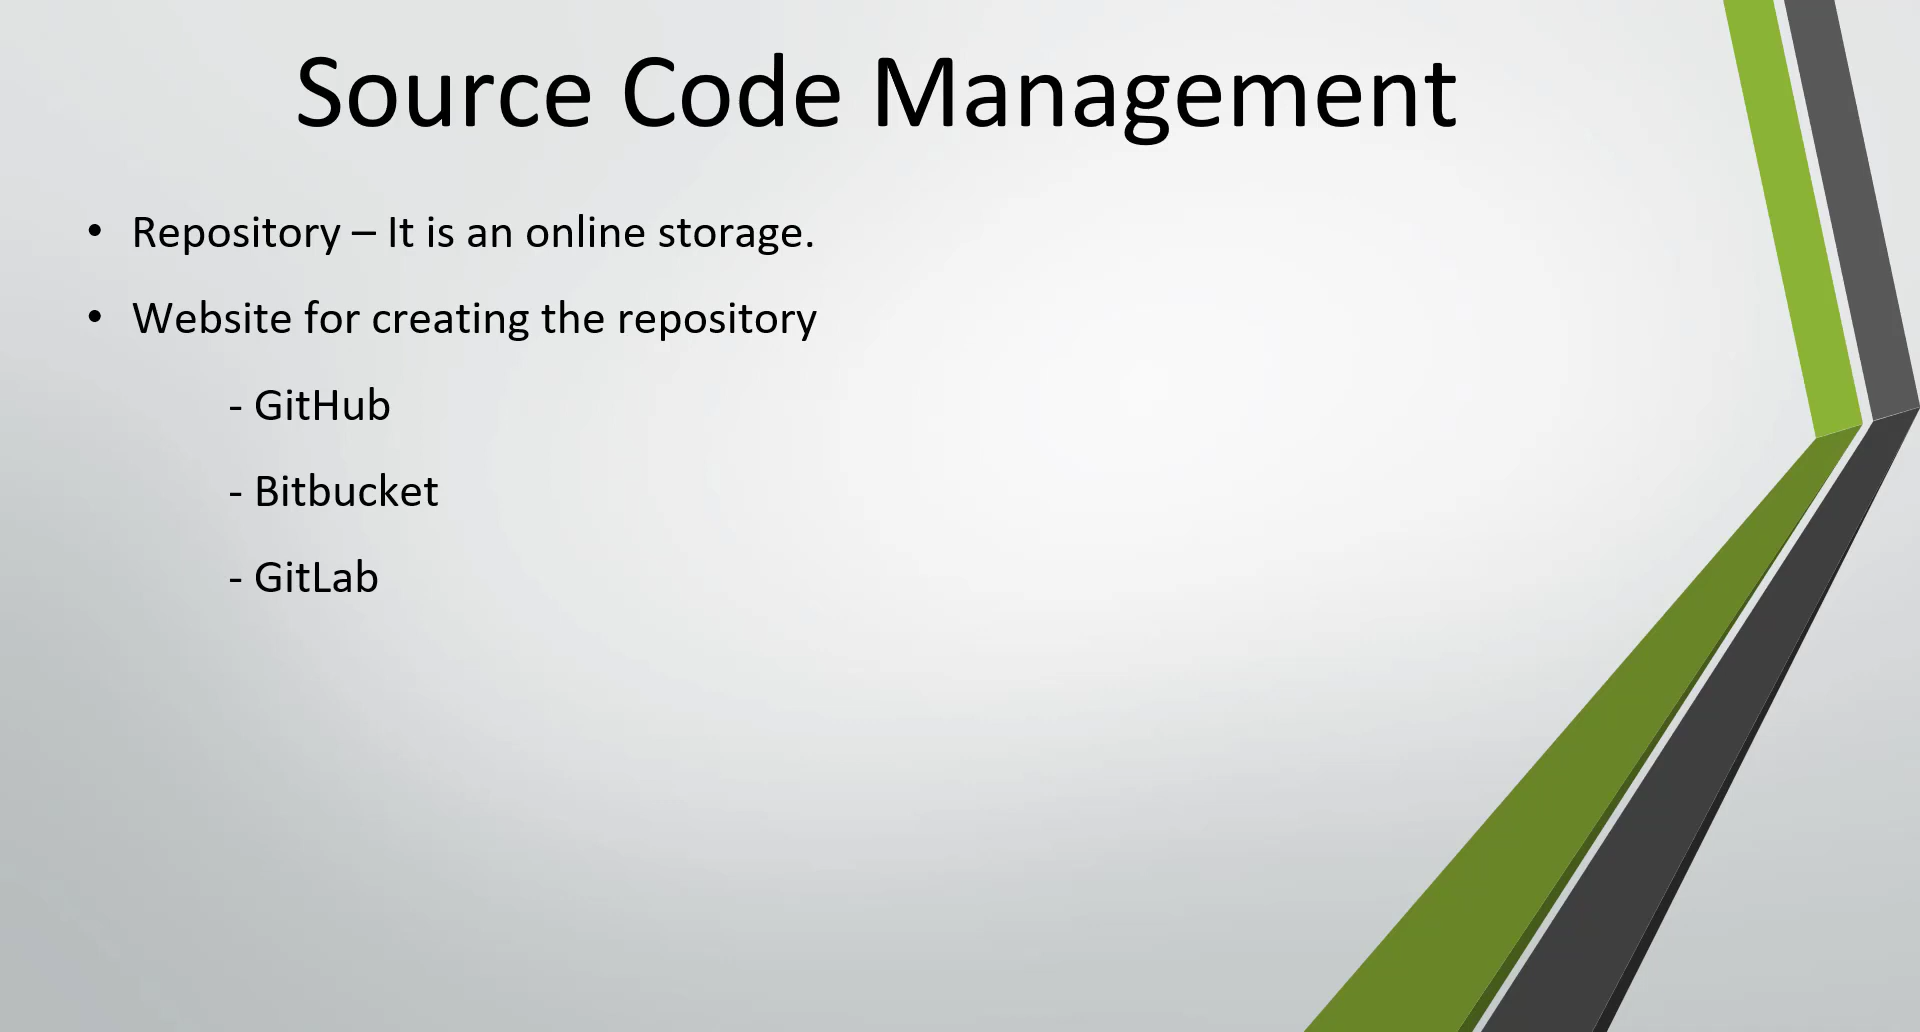 Source Code Management
• Repository – It is an online storage.
• Website for creating the repository
- GitHub
- Bitbucket
- GitLab